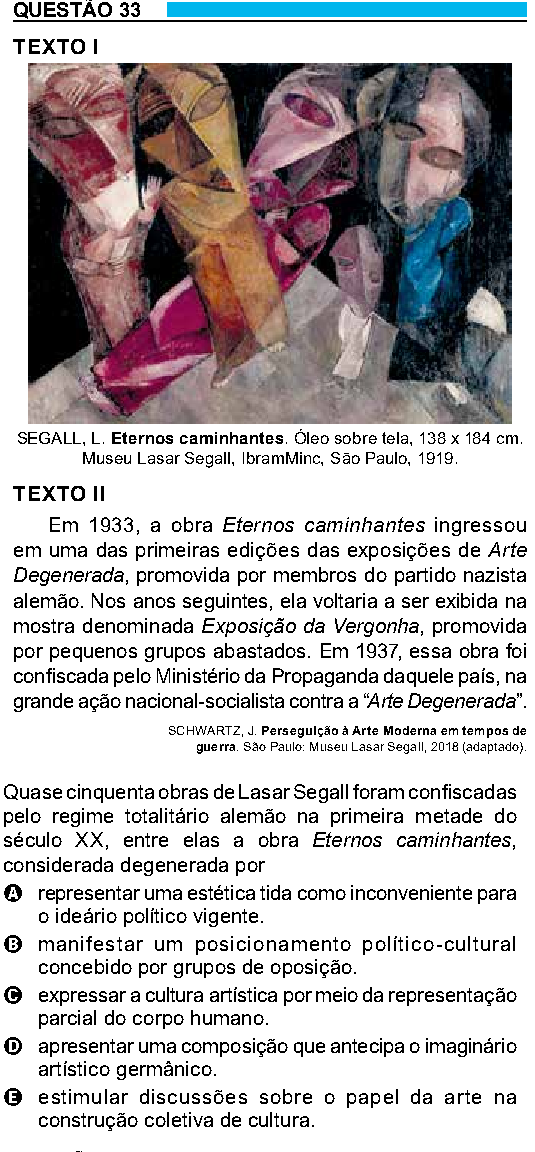 QUESTÃO 33
TEXTO I
SEGALL, L. Eternos caminhantes. Óleo sobre tela, 138 x 184 cm.
Museu Lasar Segall, IbramMinc, São Paulo, 1919.
TEXTO II
Em 1933, a obra Eternos caminhantes ingressou
em uma das primeiras edições das exposições de Arte
Degenerada, promovida por membros do partido nazista
alemão. Nos anos seguintes, ela voltaria a ser exibida na
mostra denominada Exposição da Vergonha, promovida
por pequenos grupos abastados. Em 1937, essa obra foi
confiscada pelo Ministério da Propaganda daquele país, na
grande ação nacional-socialista contra a “Arte Degenerada”.
SCHWARTZ, J. Perseguição à Arte Moderna em tempos de
guerra. São Paulo: Museu Lasar Segall, 2018 (adaptado).
Quase cinquenta obras de Lasar Segall foram confiscadas
pelo regime totalitário alemão na primeira metade do
século XX, entre elas a obra Eternos caminhantes,
considerada degenerada por
A representar uma estética tida como inconveniente para
o ideário político vigente.
B manifestar um posicionamento político-cultural
concebido por grupos de oposição.
C expressar a cultura artística por meio da representação
parcial do corpo humano.
D apresentar uma composição que antecipa o imaginário
artístico germânico.
E estimular discussões sobre o papel da arte na
construção coletiva de cultura.